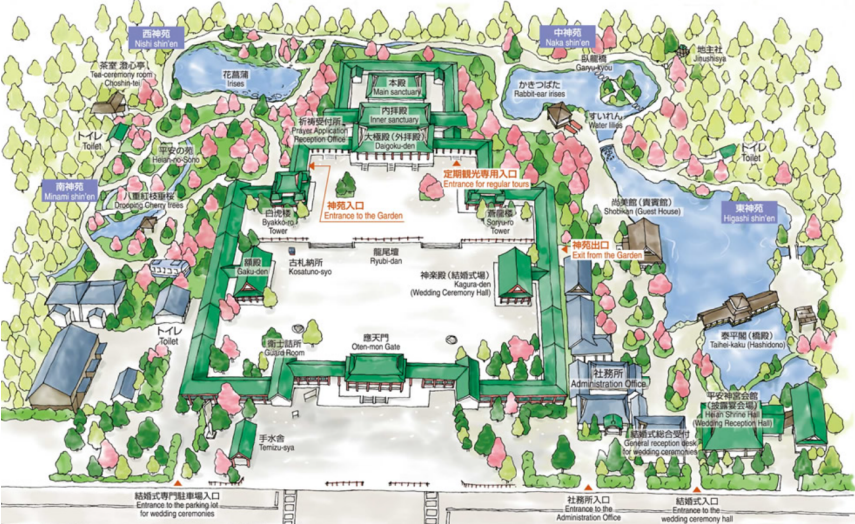 西神苑
Nishi shin'en
中神苑
Naka shin'en
地主社
Jinushisya
臥龍橋
Garyu-kyou
茶室 澄心亭
Tea-ceremony room
Choshin-tei
花菖蒲
Irises
本殿
Main sanctuary
かきつばた
Rabbit-ear irises
内拝殿
Inner sanctuary
祈祷受付所
Prayer Application
Reception Office
大極殿(外拝殿)
Daigoku-den
すいれん
Water lilies
トイレ
Toilet
平安の苑
Heian-no-Sono
トイレ
Toilet
定期観光専用入口
Entrance for regular tours
南神苑
Minami shin'en
八重紅枝垂桜
Drooping Cherry trees
神苑入口
Entrance to the Garden
白虎楼
Byakko-ro
Tower
蒼龍楼
Soryu-ro
Tower
尚美館(貴賓館)
Shobikan (Guest House)
東神苑
Higashi shin'en
神苑出口
Exit from the Garden
額殿
Gaku-den
古札納所
Kosatuno-syo
龍尾壇
Ryubi-dan
神楽殿(結婚式場)
Kagura-den
(Wedding Ceremony Hall)
トイレ
Toilet
衛士詰所
Guard Room
應天門
Oten-mon Gate
泰平閣(橋殿)
Taihei-kaku (Hashidono)
社務所
Administration Office
平安神宮会館
(披露宴会場)
Heian Shrine Hall
(Wedding Reception Hall)
手水舎
Temizu-sya
結婚式総合受付
General reception desk
for wedding ceremonies
結婚式専門駐車場入口
Entrance to the parking lot
for wedding ceremonies
社務所入口
Entrance to the
Administration Office
結婚式入口
Entrance to the
wedding ceremony hall